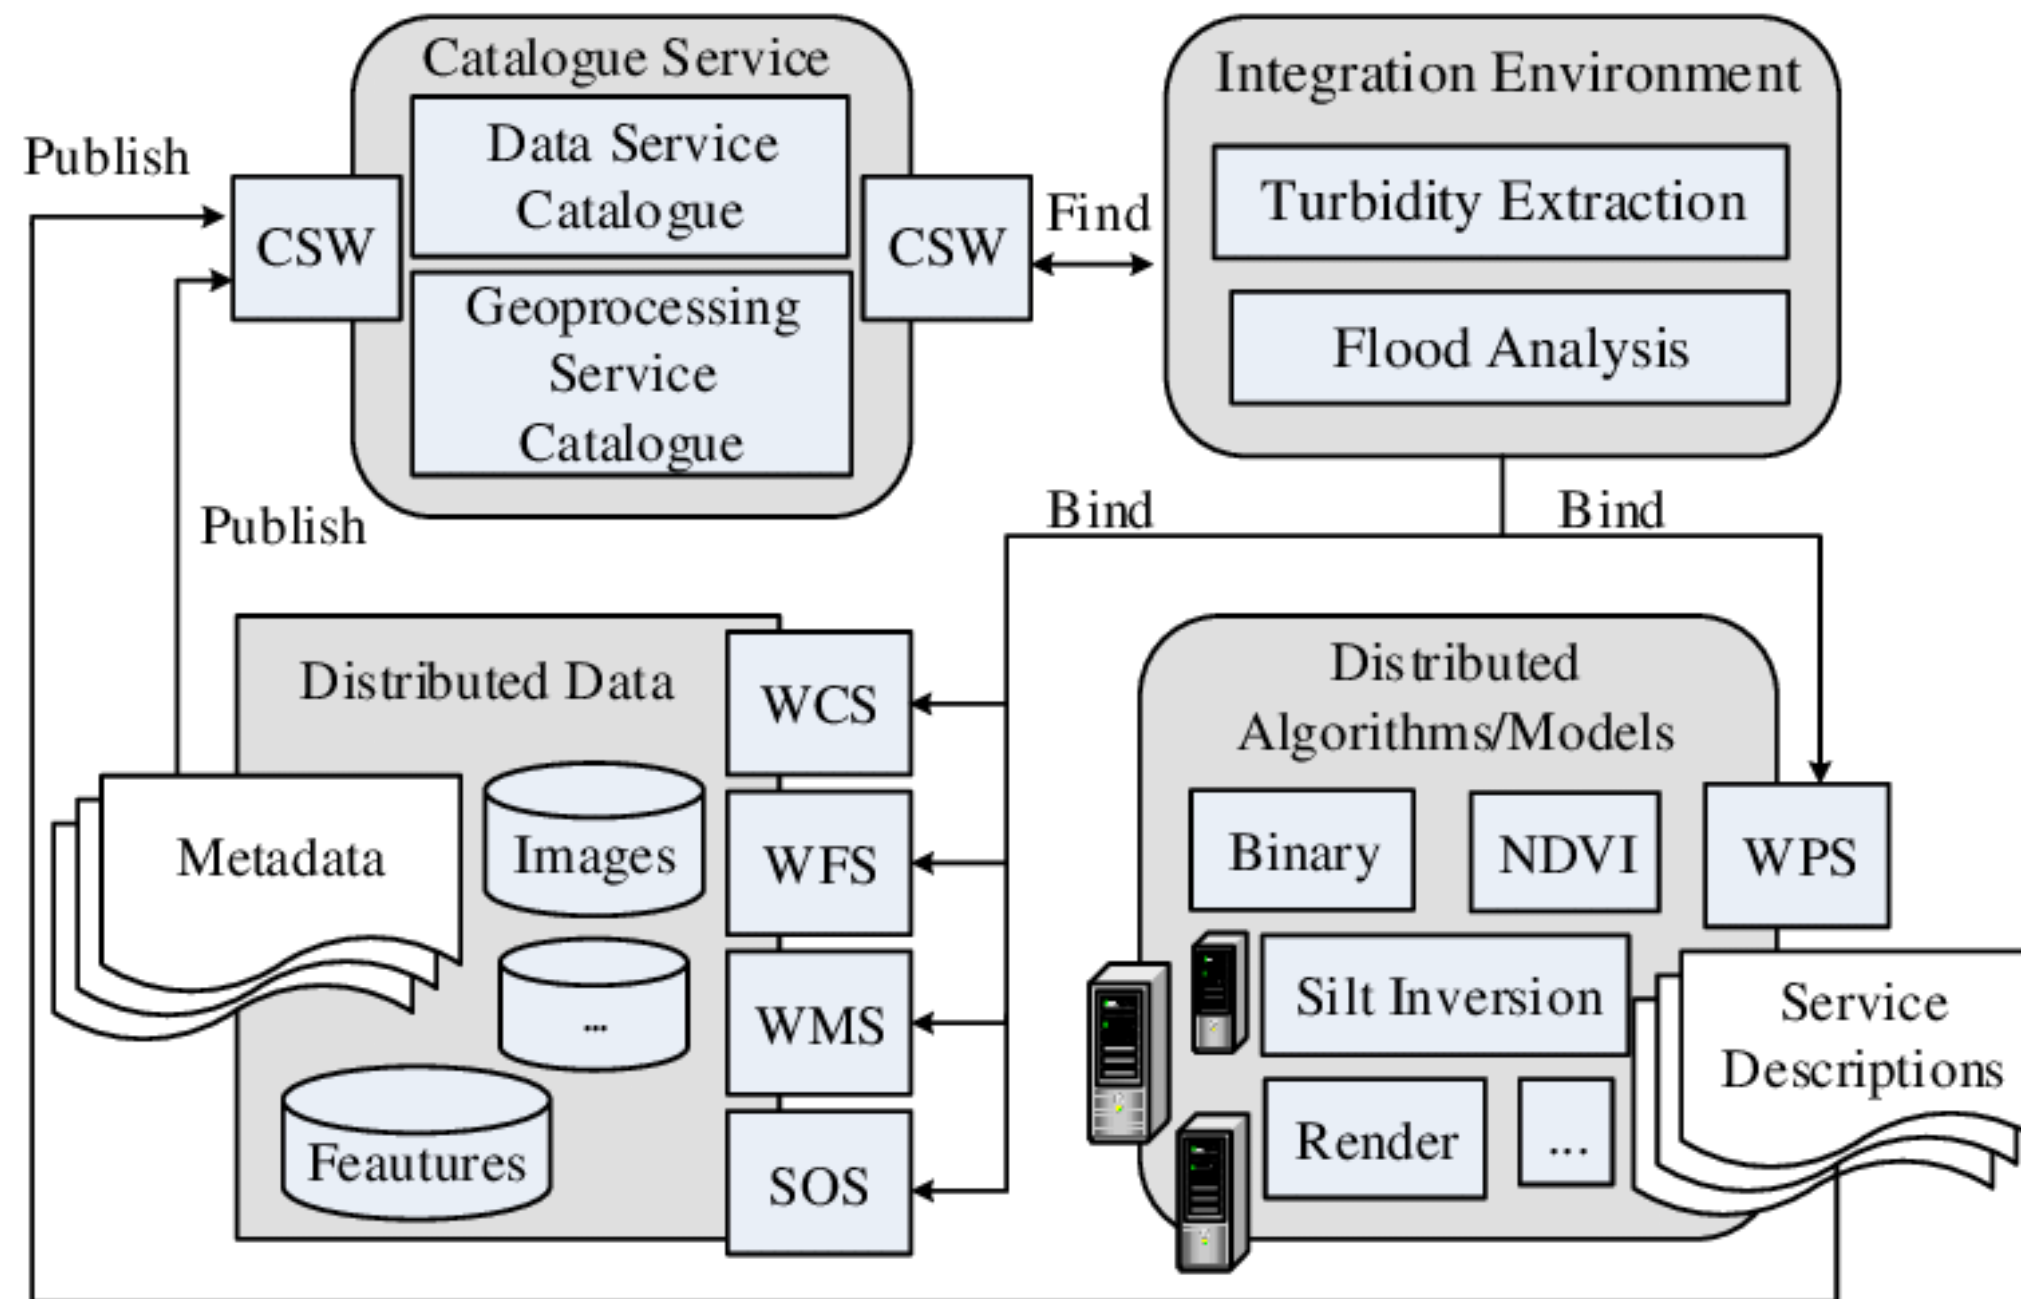 Catalogue Service
Data Service
Catalogue
Geoprocessing
Service
Catalogue
Publish
CSW
CSW
Find
Integration Environment
Turbidity Extraction
Flood Analysis
Publish
Bind
Bind
Distributed Data
WCS
WFS
WMS
SOS
Metadata
Images
...
Feautures
Distributed
Algorithms/Models
Binary
NDVI
WPS
Silt Inversion
Render
...
Service
Descriptions